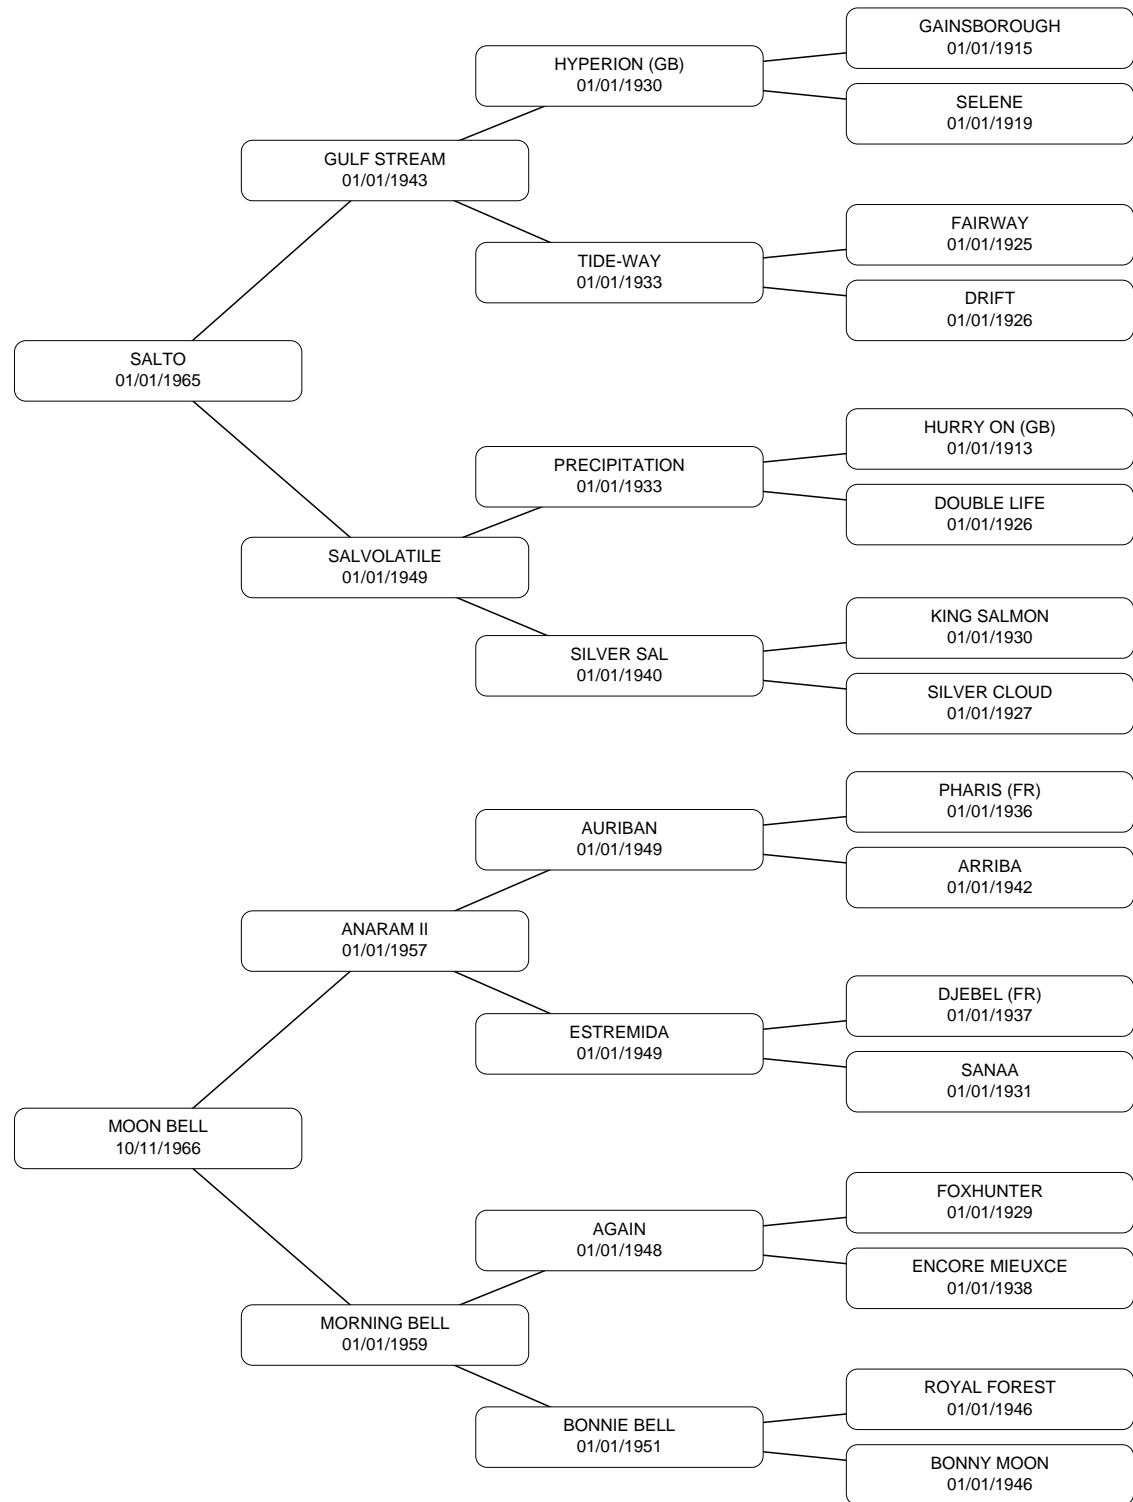 GAINSBOROUGH
01/01/1915
HYPERION (GB)
01/01/1930
SELENE
01/01/1919
GULF STREAM
01/01/1943
FAIRWAY
01/01/1925
TIDE-WAY
01/01/1933
DRIFT
01/01/1926
SALTO
01/01/1965
HURRY ON (GB)
01/01/1913
PRECIPITATION
01/01/1933
DOUBLE LIFE
01/01/1926
SALVOLATILE
01/01/1949
KING SALMON
01/01/1930
SILVER SAL
01/01/1940
SILVER CLOUD
01/01/1927
PHARIS (FR)
01/01/1936
AURIBAN
01/01/1949
ARRIBA
01/01/1942
ANARAM II
01/01/1957
DJEBEL (FR)
01/01/1937
ESTREMIDA
01/01/1949
SANAA
01/01/1931
MOON BELL
10/11/1966
FOXHUNTER
01/01/1929
AGAIN
01/01/1948
ENCORE MIEUXCE
01/01/1938
MORNING BELL
01/01/1959
ROYAL FOREST
01/01/1946
BONNIE BELL
01/01/1951
BONNY MOON
01/01/1946